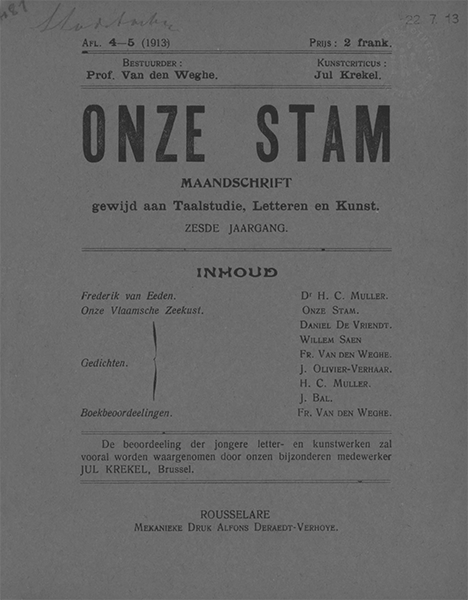 22 7 13
AFL. 4—5 (1913)
PRIJS: 2 frank.
BESTUURDER:
Prof. Van den Weghe.
KUNSTCRITICUS:
Jul Krekel.
ONZE STAM
MAANDSCHRIFT
gewijd aan Taalstudie, Letteren en Kunst.
ZESDE JAARGANG.
INHOUD
Frederik van Eeden. Dr H. C. MULLER.
Onze Vlaamsche Zeekust. ONZE STAM.
Gedichten.
DANIEL DE VRIENDT.
WILLEM SAEN
FR. VAN DEN WEGHE.
J. OLIVIER-VERHAAR.
H. C. MULLER.
J. BAL.
Boekbeoordeelingen. FR. VAN DEN WEGHE.
De beoordeeling der jongere letter- en kunstwerken zal
vooral worden waargenomen door onzen bijzonderen medewerker
JUL KREKEL, Brussel.
ROUSSELARE
MEKANIEKE DRUK ALFONS DERAEDT-VERHOYE.